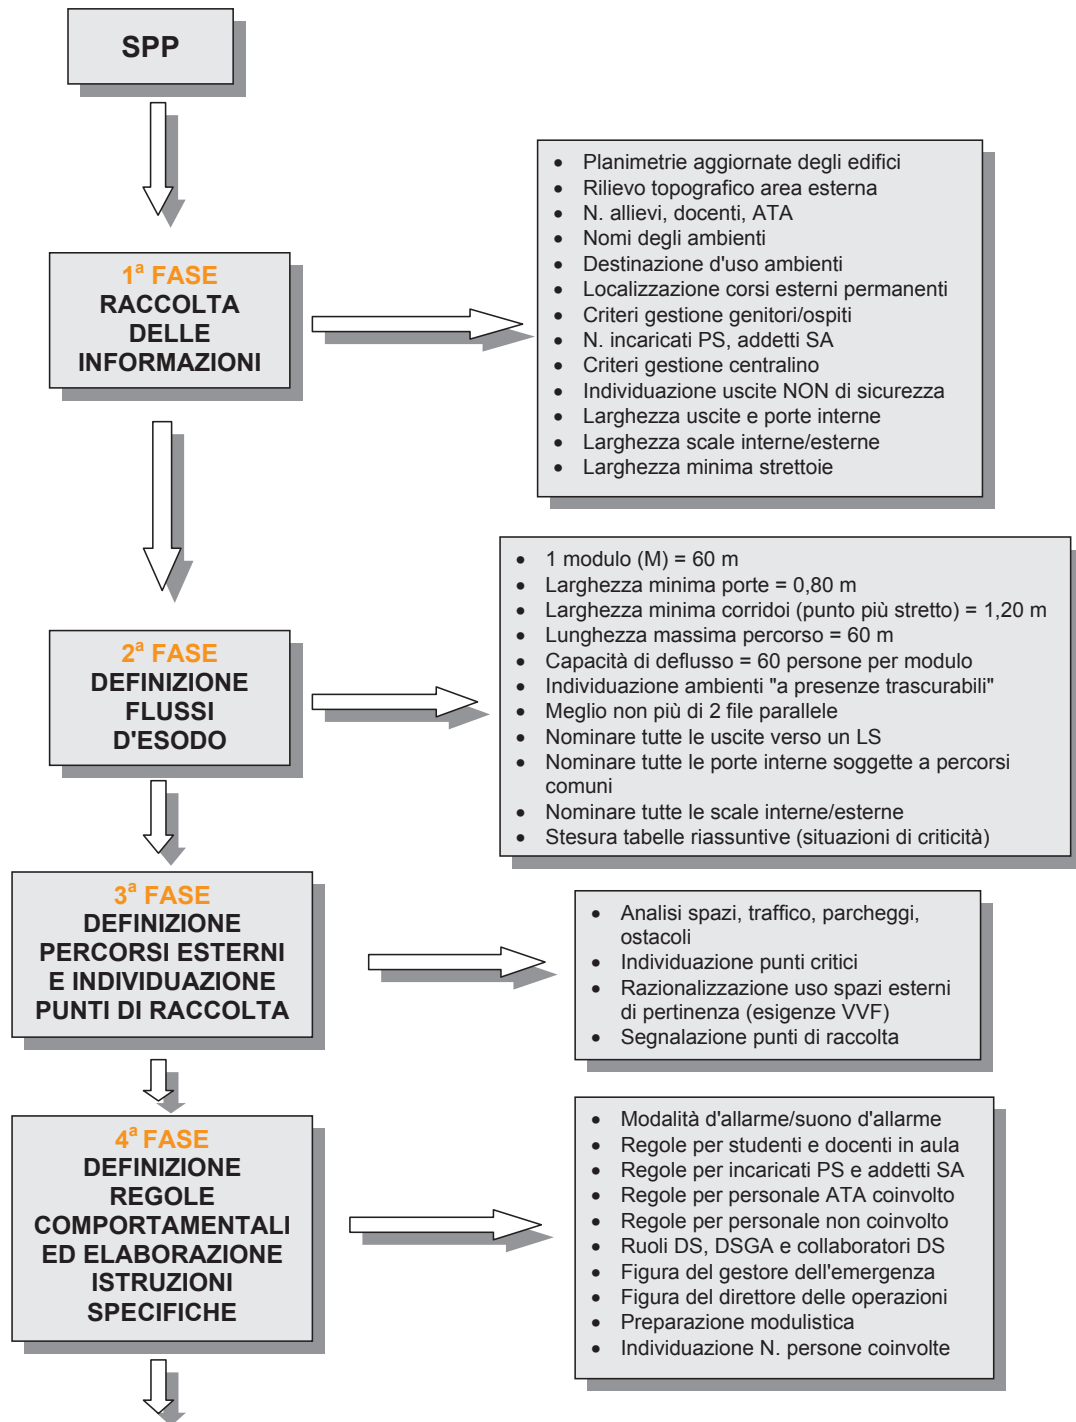 SPP
1ª FASE
RACCOLTA
DELLE
INFORMAZIONI
• Planimetrie aggiornate degli edifici
• Rilievo topografico area esterna
• N. allievi, docenti, ATA
• Nomi degli ambienti
• Destinazione d'uso ambienti
• Localizzazione corsi esterni permanenti
• Criteri gestione genitori/ospiti
• N. incaricati PS, addetti SA
• Criteri gestione centralino
• Individuazione uscite NON di sicurezza
• Larghezza uscite e porte interne
• Larghezza scale interne/esterne
• Larghezza minima strettoie
2ª FASE
DEFINIZIONE
FLUSSI
D'ESODO
• 1 modulo (M) = 60 m
• Larghezza minima porte = 0,80 m
• Larghezza minima corridoi (punto più stretto) = 1,20 m
• Lunghezza massima percorso = 60 m
• Capacità di deflusso = 60 persone per modulo
• Individuazione ambienti "a presenze trascurabili"
• Meglio non più di 2 file parallele
• Nominare tutte le uscite verso un LS
• Nominare tutte le porte interne soggette a percorsi
comuni
• Nominare tutte le scale interne/esterne
• Stesura tabelle riassuntive (situazioni di criticità)
3ª FASE
DEFINIZIONE
PERCORSI ESTERNI
E INDIVIDUAZIONE
PUNTI DI RACCOLTA
• Analisi spazi, traffico, parcheggi,
ostacoli
• Individuazione punti critici
• Razionalizzazione uso spazi esterni
di pertinenza (esigenze VVF)
• Segnalazione punti di raccolta
4ª FASE
DEFINIZIONE
REGOLE
COMPORTAMENTALI
ED ELABORAZIONE
ISTRUZIONI
SPECIFICHE
• Modalità d'allarme/suono d'allarme
• Regole per studenti e docenti in aula
• Regole per incaricati PS e addetti SA
• Regole per personale ATA coinvolto
• Regole per personale non coinvolto
• Ruoli DS, DSGA e collaboratori DS
• Figura del gestore dell'emergenza
• Figura del direttore delle operazioni
• Preparazione modulistica
• Individuazione N. persone coinvolte